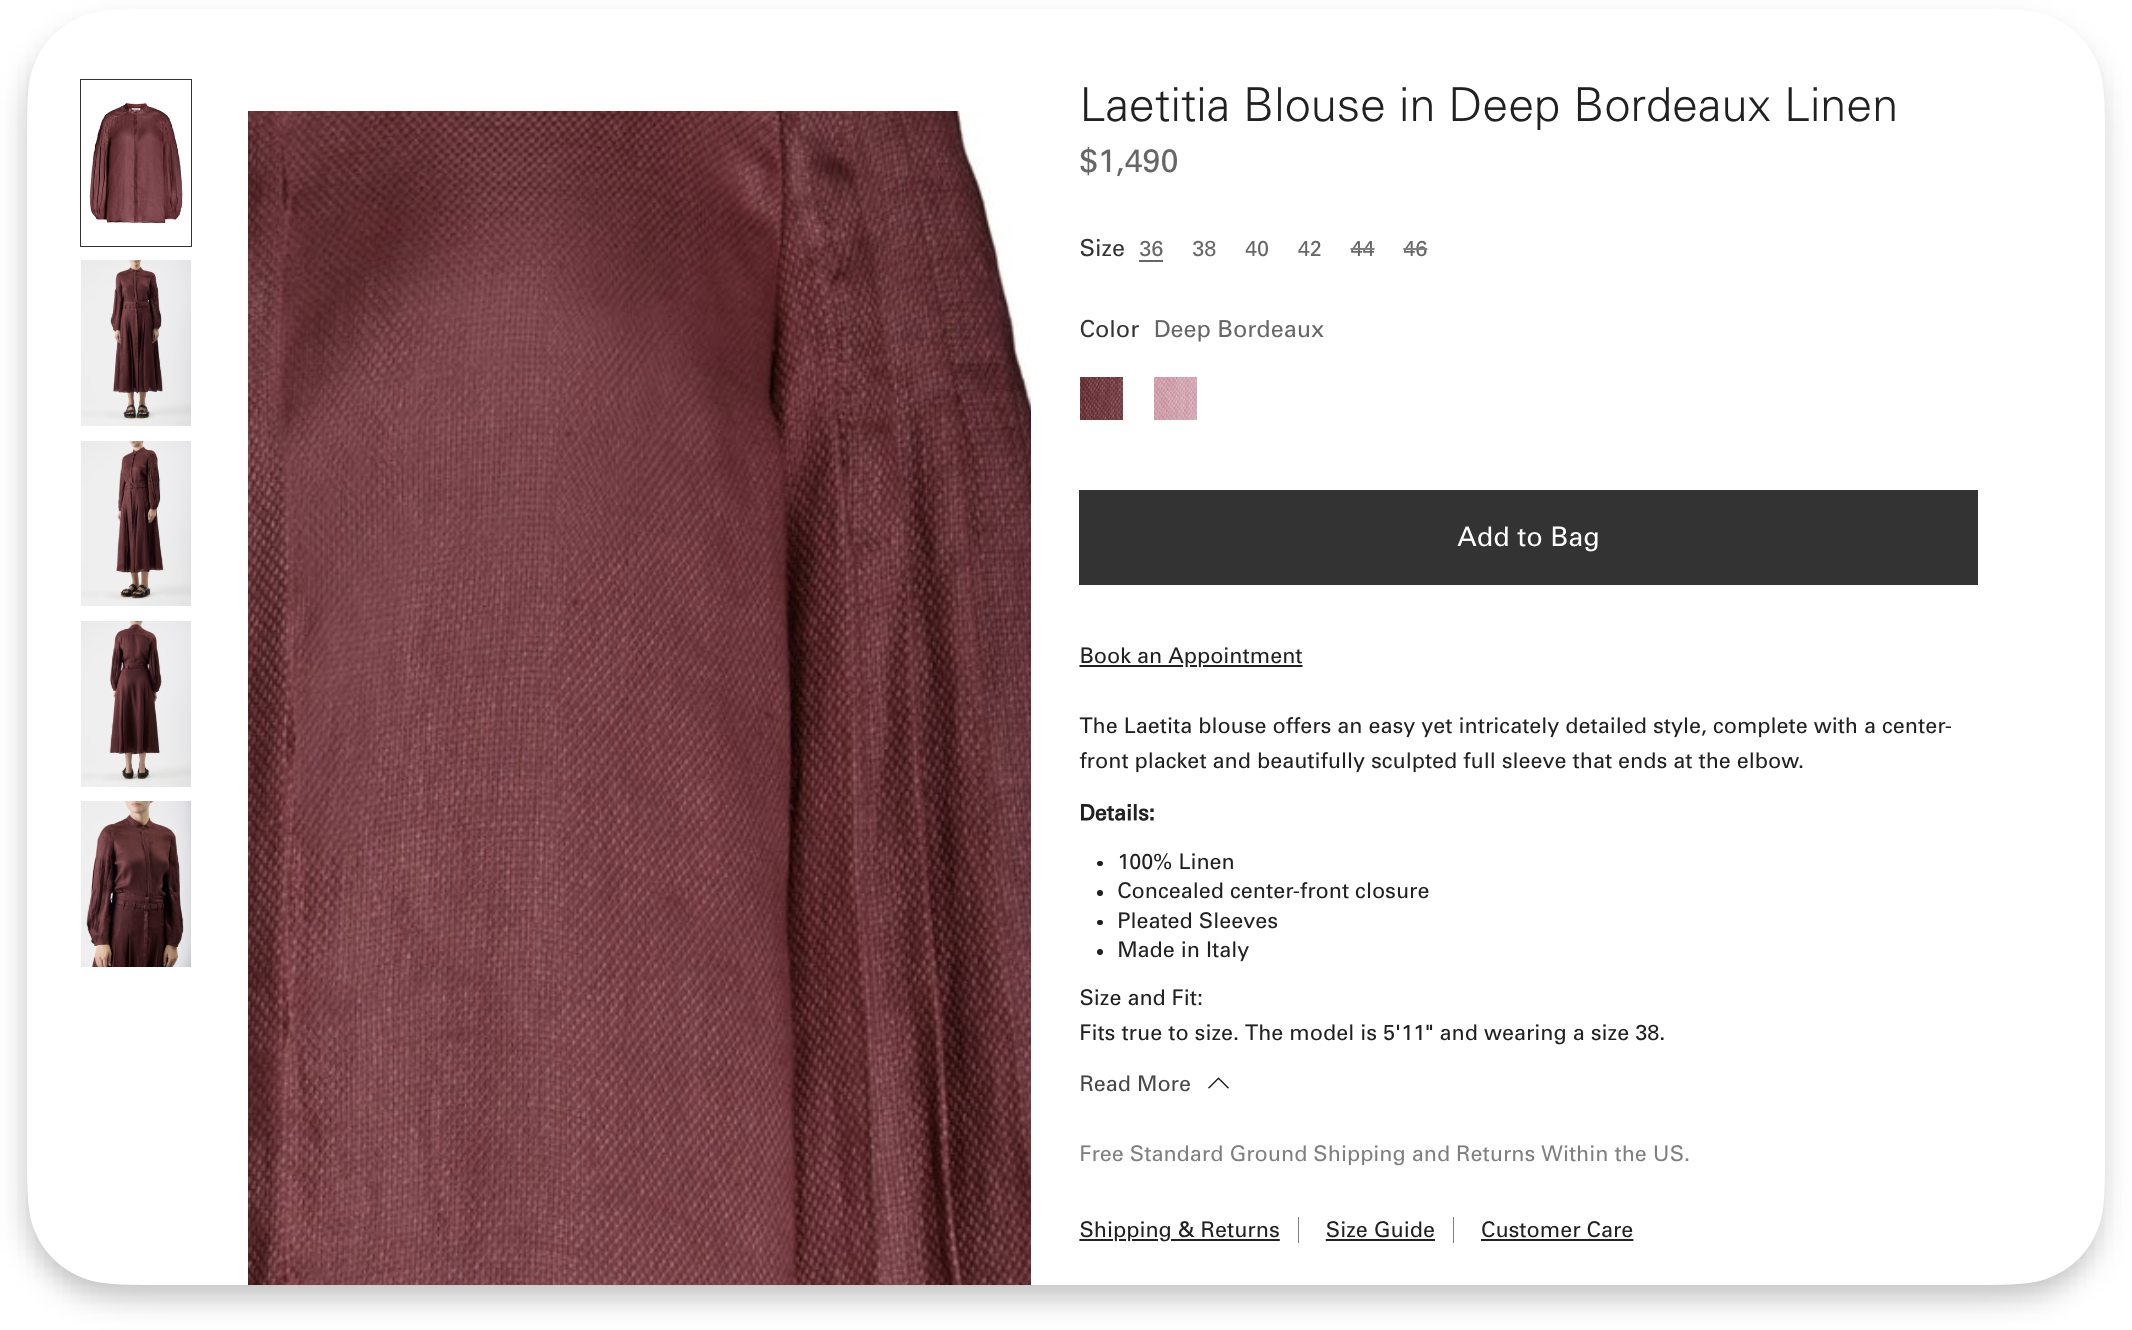 Laetitia Blouse in Deep Bordeaux Linen
$1,490
Size 36 38 40 42 44 46
Color Deep Bordeaux
Add to Bag
Book an Appointment
The Laetita blouse offers an easy yet intricately detailed style, complete with a center-
front placket and beautifully sculpted full sleeve that ends at the elbow.
Details:
• 100% Linen
• Concealed center-front closure
• Pleated Sleeves
• Made in Italy
Size and Fit:
Fits true to size. The model is 5'11" and wearing a size 38.
Read More
Free Standard Ground Shipping and Returns Within the US.
Shipping & Returns | Size Guide | Customer Care